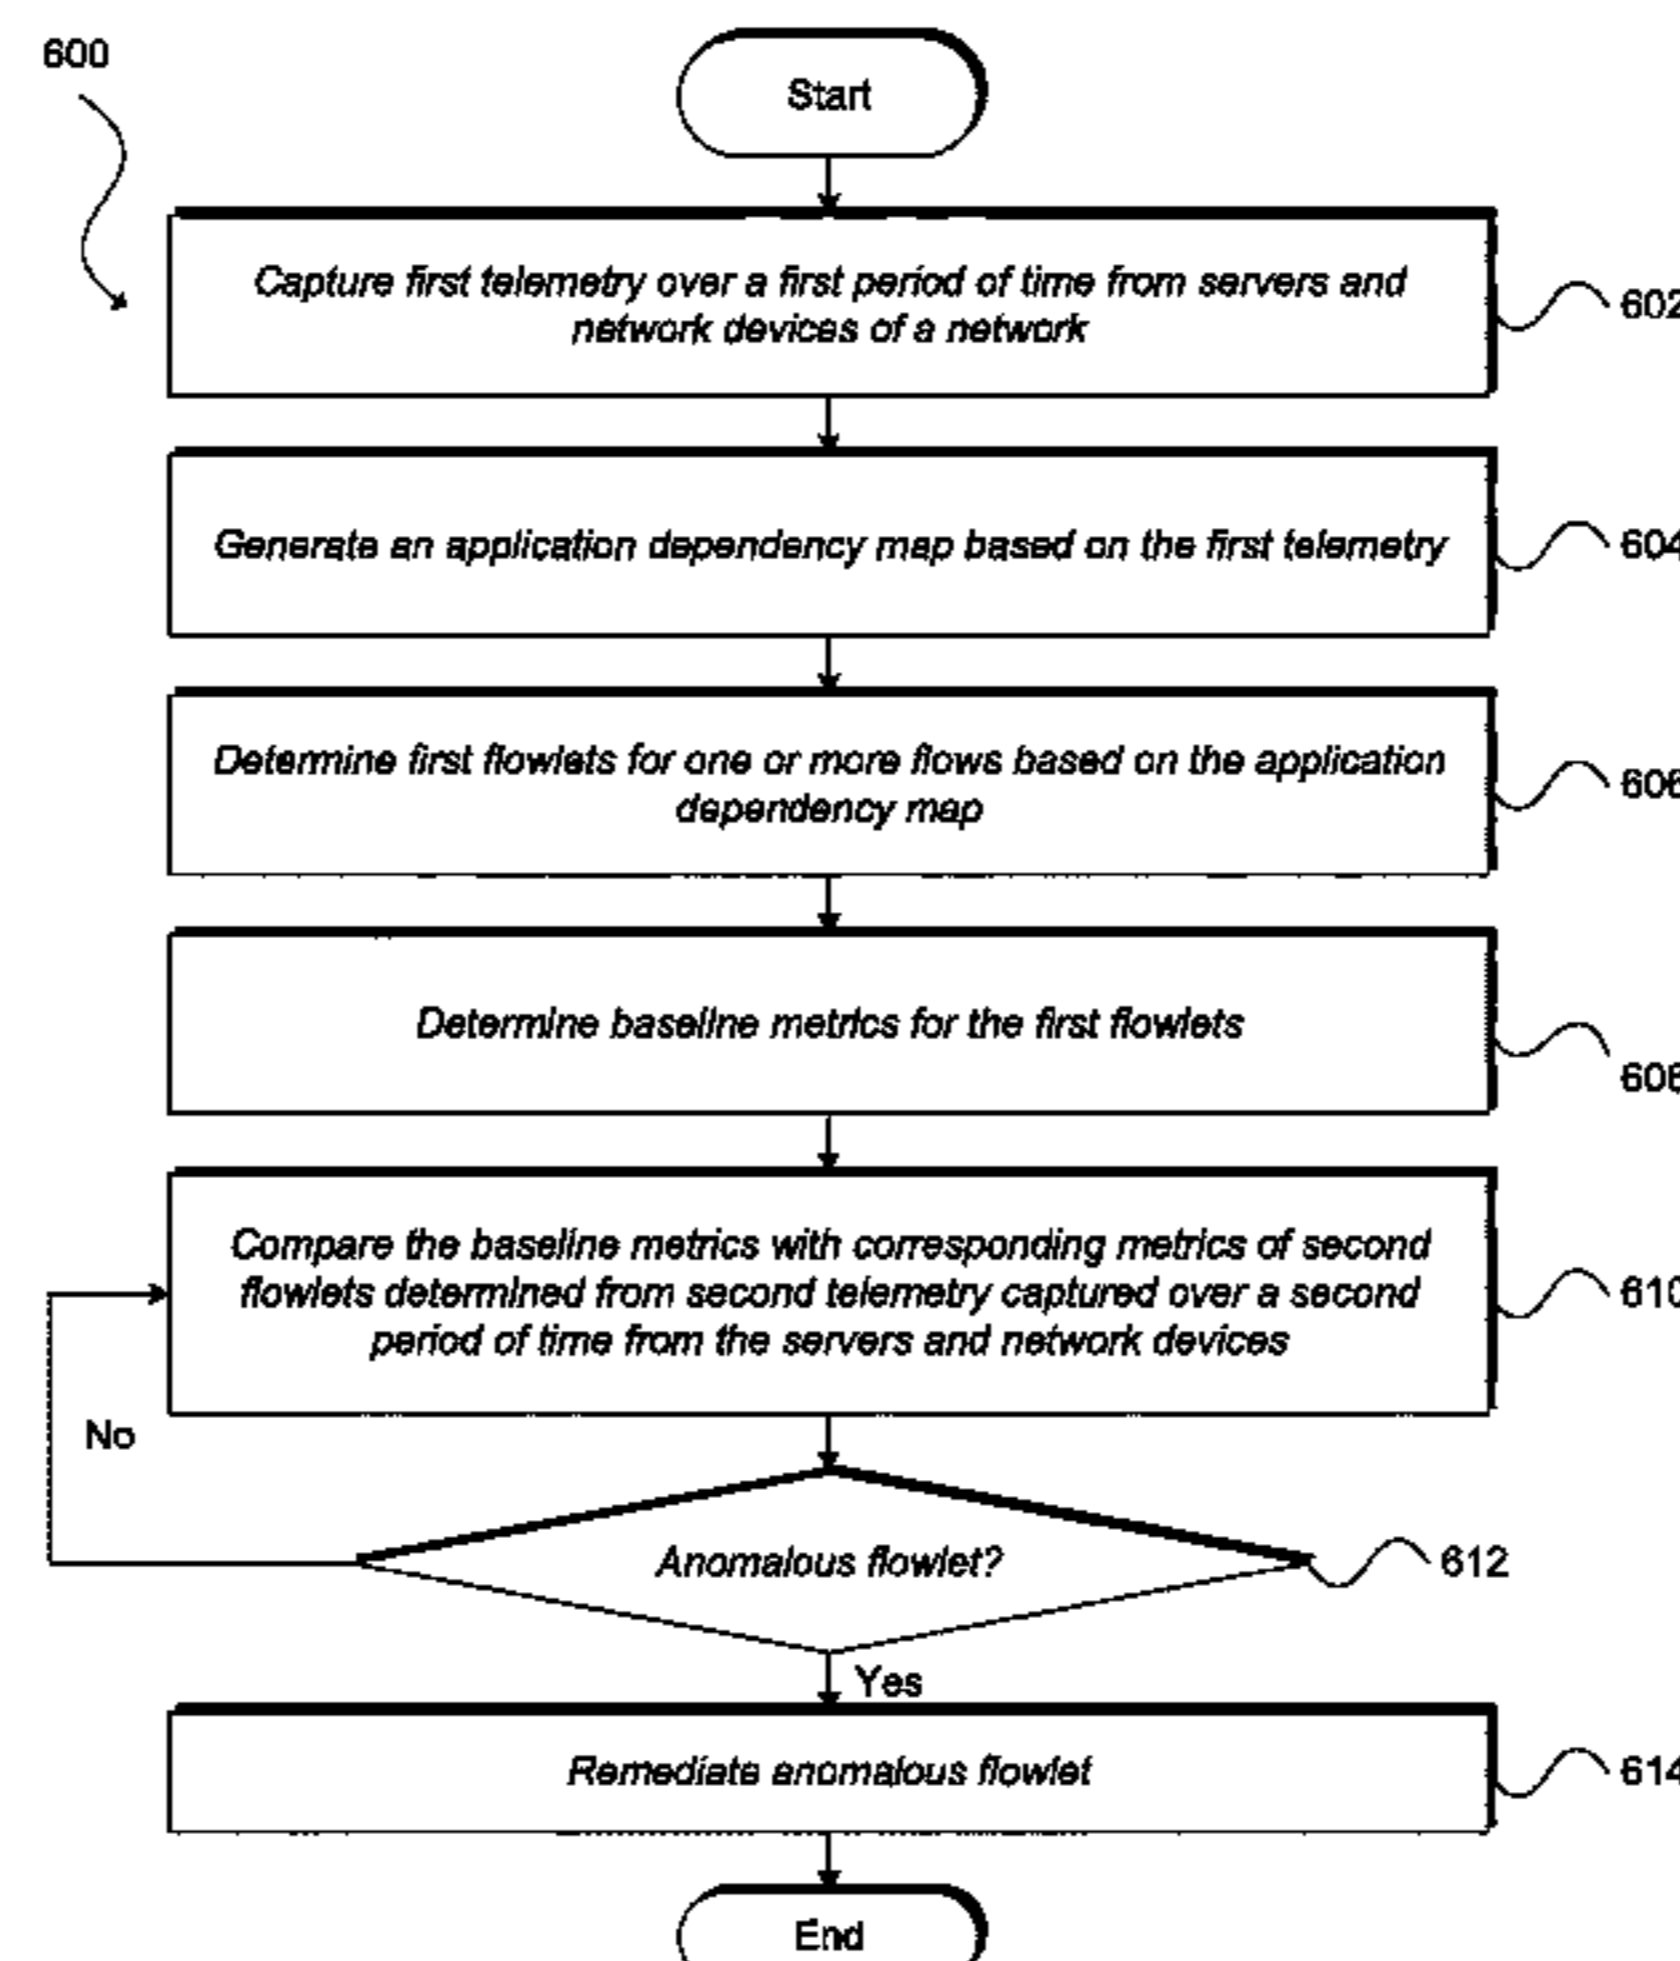 600
Start
Capture first telemetry over a first period of time from servers and
network devices of a network
602
Generate an application dependency map based on the first telemetry
604
Determine first flowlets for one or more flows based on the application
dependency map
606
Determine baseline metrics for the first flowlets
608
Compare the baseline metrics with corresponding metrics of second
flowlets determined from second telemetry captured over a second
period of time from the servers and network devices
610
No
Anomalous flowlet?
612
Yes
Remediate anomalous flowlet
614
End